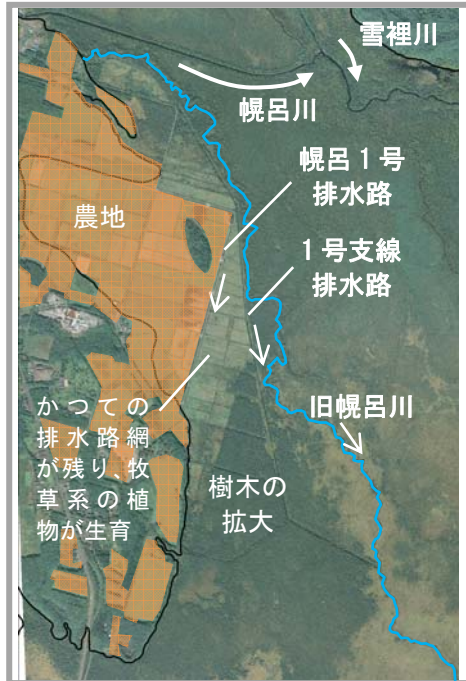 雪裡川
幌呂川
幌呂1号
排水路
農地
1号支線
排水路
かつての
排水路網
が残り、牧
草系の植
物が生育
旧幌呂川
樹木の
拡大